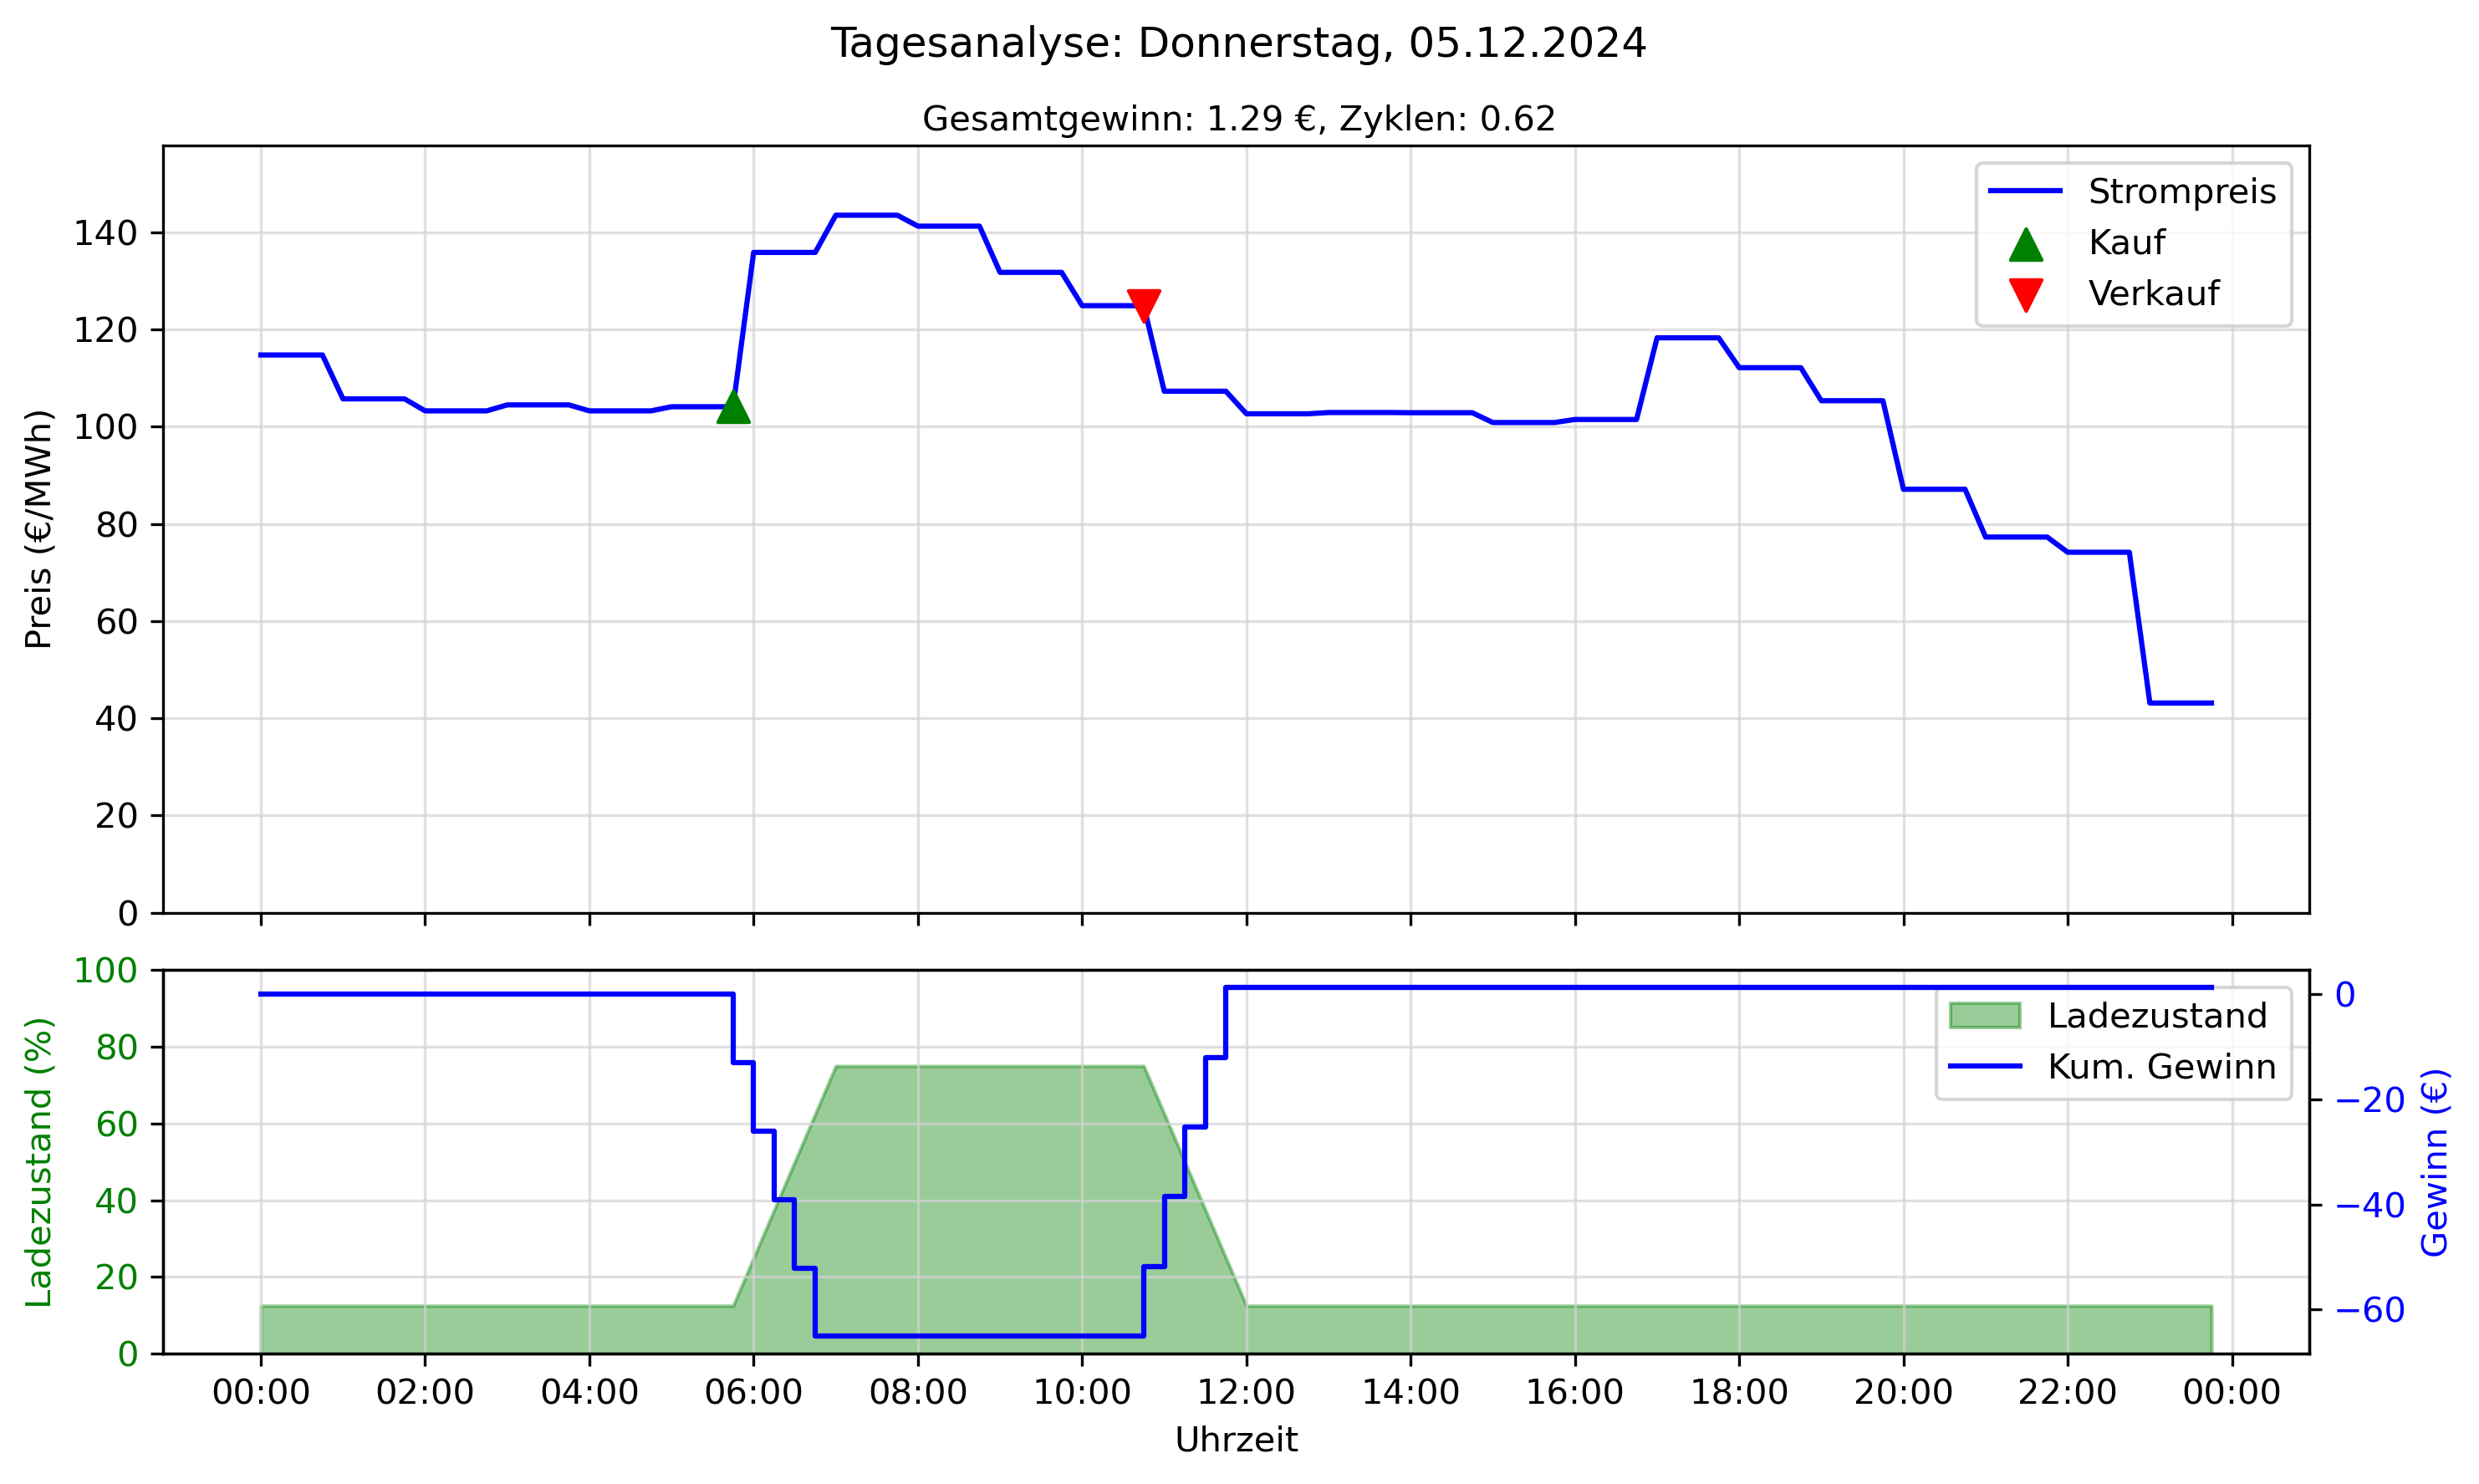 Tagesanalyse: Donnerstag, 05.12.2024
Gesamtgewinn: 1.29 €, Zyklen: 0.62
Preis (€/MWh)
140
120
100
80
60
40
20
0
Strompreis
Kauf
Verkauf
Ladezustand (%)
100
80
60
40
20
0
Ladezustand
Kum. Gewinn
0
−20
−40
−60
Gewinn (€)
00:00 02:00 04:00 06:00 08:00 10:00 12:00 14:00 16:00 18:00 20:00 22:00 00:00
Uhrzeit